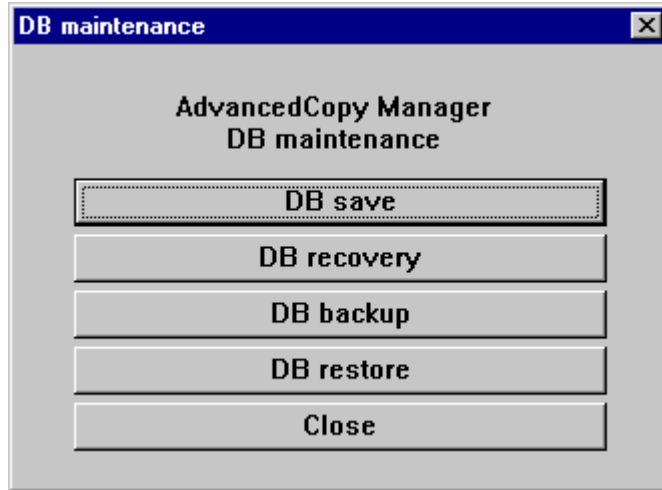 DB maintenance
AdvancedCopy Manager
DB maintenance
DB save
DB recovery
DB backup
DB restore
Close